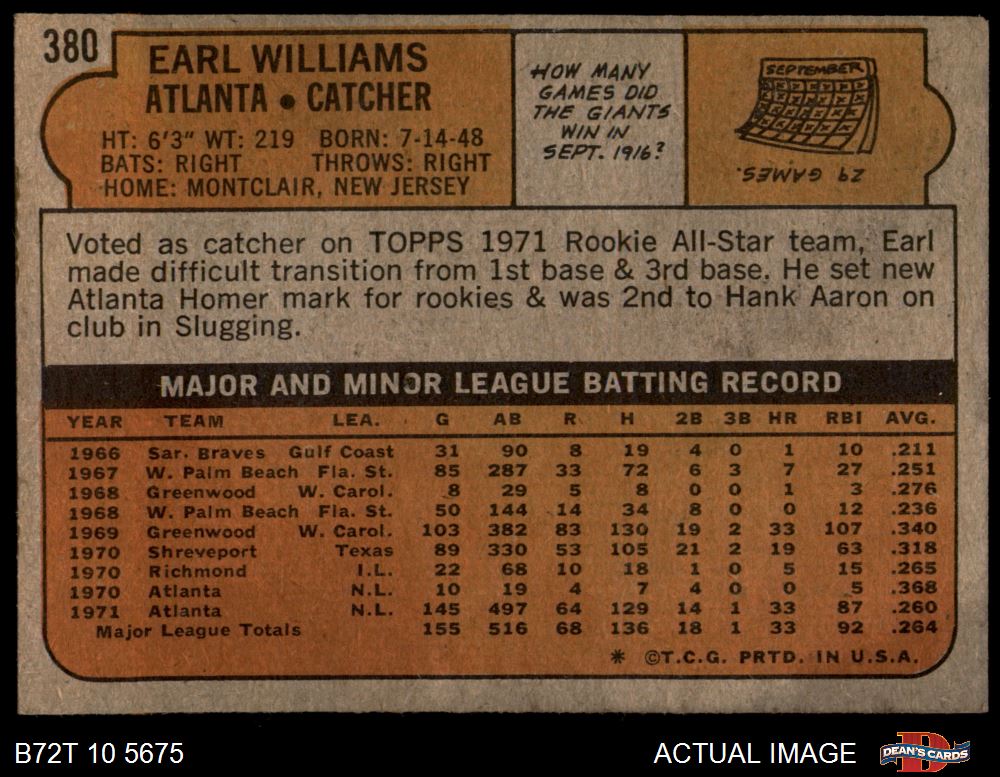 380
EARL WILLIAMS
ATLANTA • CATCHER
HT: 6'3" WT: 219 BORN: 7-14-48
BATS: RIGHT THROWS: RIGHT
HOME: MONTCLAIR, NEW JERSEY
HOW MANY
GAMES DID
THE GIANTS
WIN IN
SEPT. 1916?
SEPTEMBER
29 GAMES.
Voted as catcher on TOPPS 1971 Rookie All-Star team, Earl
made difficult transition from 1st base & 3rd base. He set new
Atlanta Homer mark for rookies & was 2nd to Hank Aaron on
club in Slugging.
MAJOR AND MINOR LEAGUE BATTING RECORD
YEAR TEAM LEA. G AB R H 2B 3B HR RBI AVG.
1966 Sar. Braves Gulf Coast 31 90 8 19 4 0 1 10 .211
1967 W. Palm Beach Fla. St. 85 287 33 72 6 3 7 27 .251
1968 Greenwood W. Carol. 8 29 5 8 0 0 1 3 .276
1968 W. Palm Beach Fla. St. 50 144 14 34 8 0 0 12 .236
1969 Greenwood W. Carol. 103 382 83 130 19 2 33 107 .340
1970 Shreveport Texas 89 330 53 105 21 2 19 63 .318
1970 Richmond I.L. 22 68 10 18 1 0 5 15 .265
1970 Atlanta N.L. 10 19 4 7 4 0 0 5 .368
1971 Atlanta N.L. 145 497 64 129 14 1 33 87 .260
Major League Totals 155 516 68 136 18 1 33 92 .264
* ©T.C.G. PRTD. IN U.S.A.
B72T 10 5675
ACTUAL IMAGE
DEAN'S CARDS